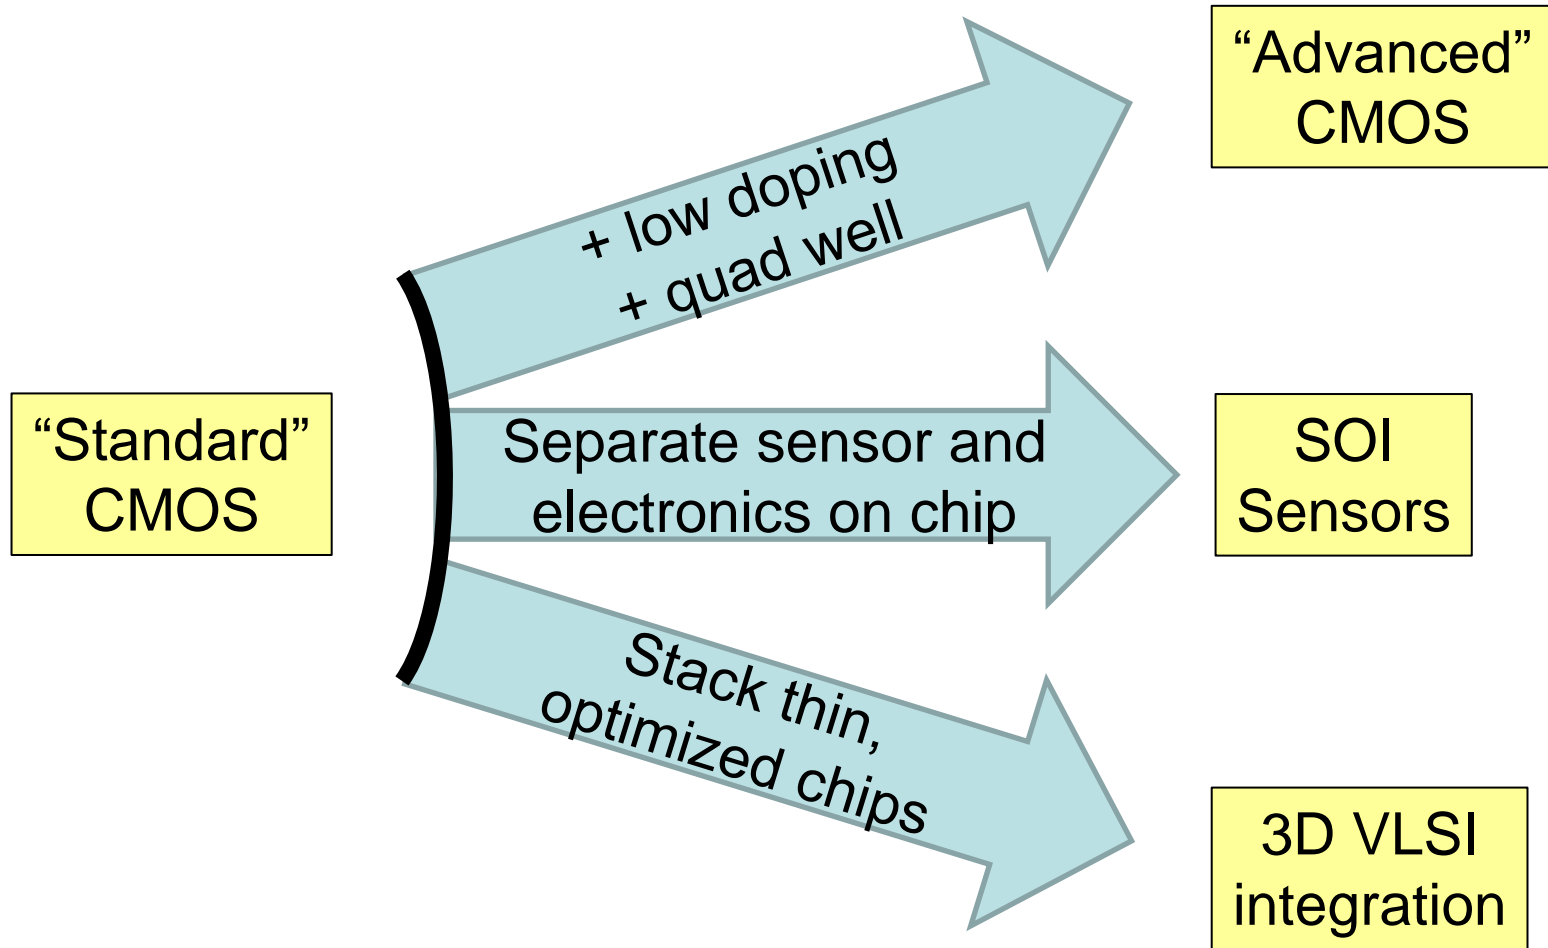 “Standard”
CMOS
+ low doping
+ quad well
“Advanced”
CMOS
Separate sensor and
electronics on chip
SOI
Sensors
Stack thin,
optimized chips
3D VLSI
integration